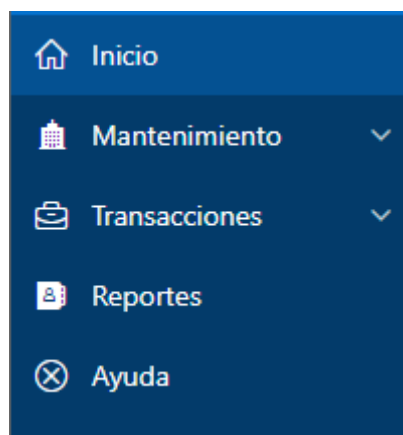 Inicio
Mantenimiento
Transacciones
Reportes
Ayuda